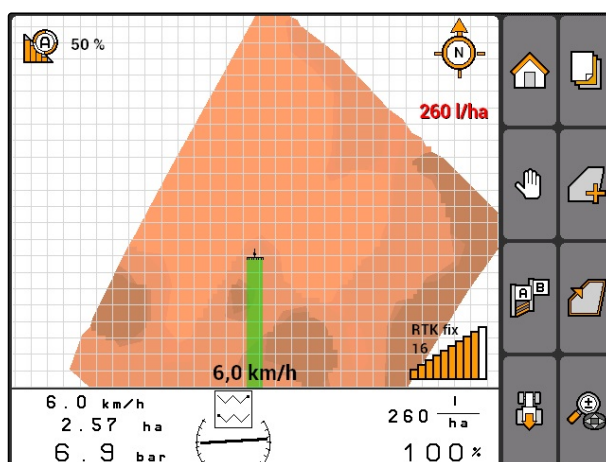 A 50 %
N
260 l/ha
A B
RTK fix
16
6,0 km/h
6.0 km/h
2.57 ha
6.9 bar
260 l/ha
100%